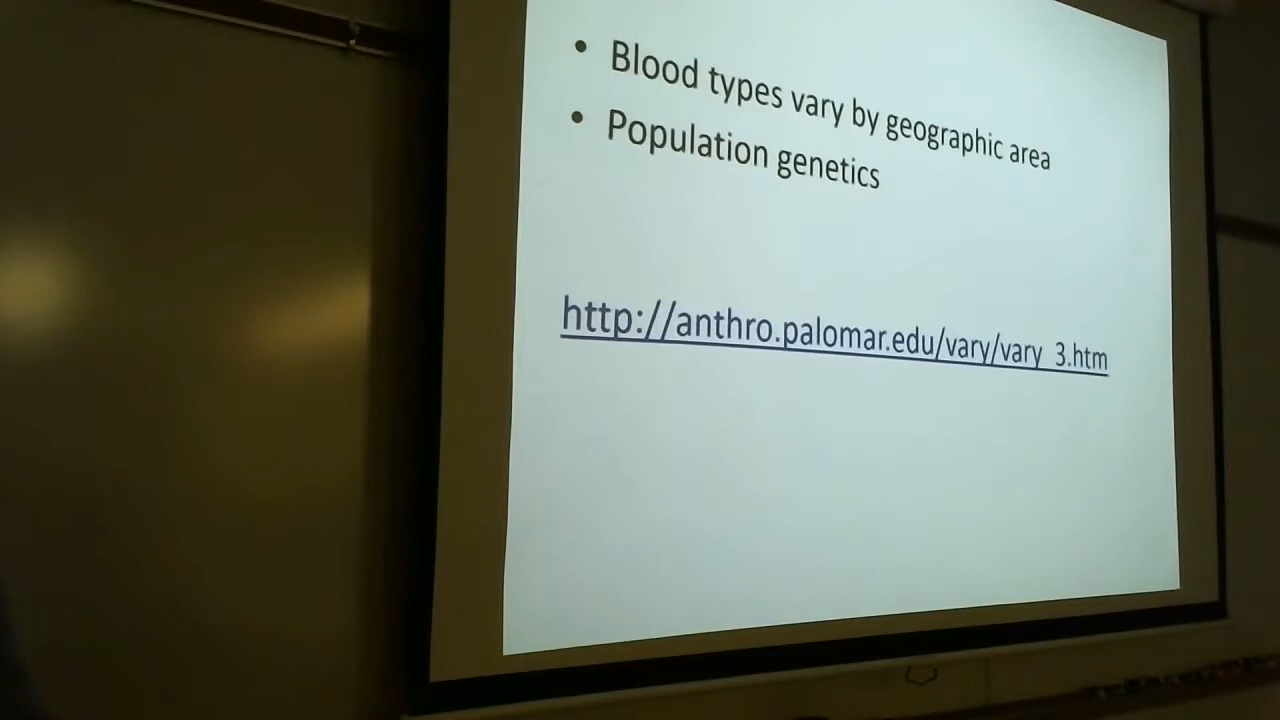 • Blood types vary by geographic area
• Population genetics
http://anthro.palomar.edu/vary/vary_3.htm